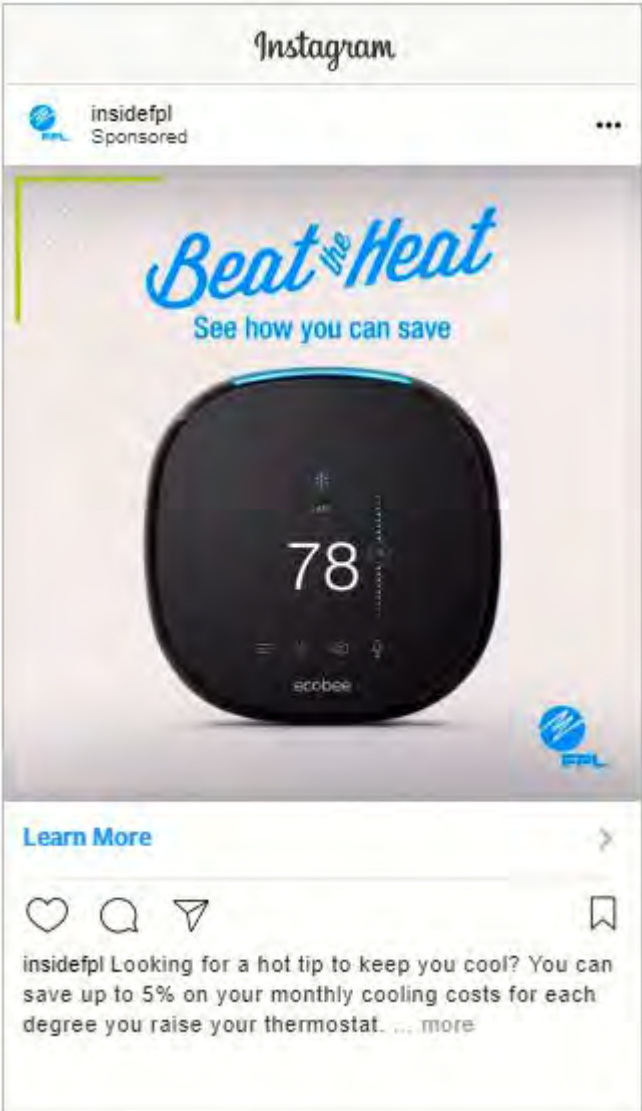 Instagram
insidefpl
Sponsored
FPL
Beat the Heat
See how you can save
78
ecobee
FPL
Learn More
insidefpl Looking for a hot tip to keep you cool? You can
save up to 5% on your monthly cooling costs for each
degree you raise your thermostat. ... more